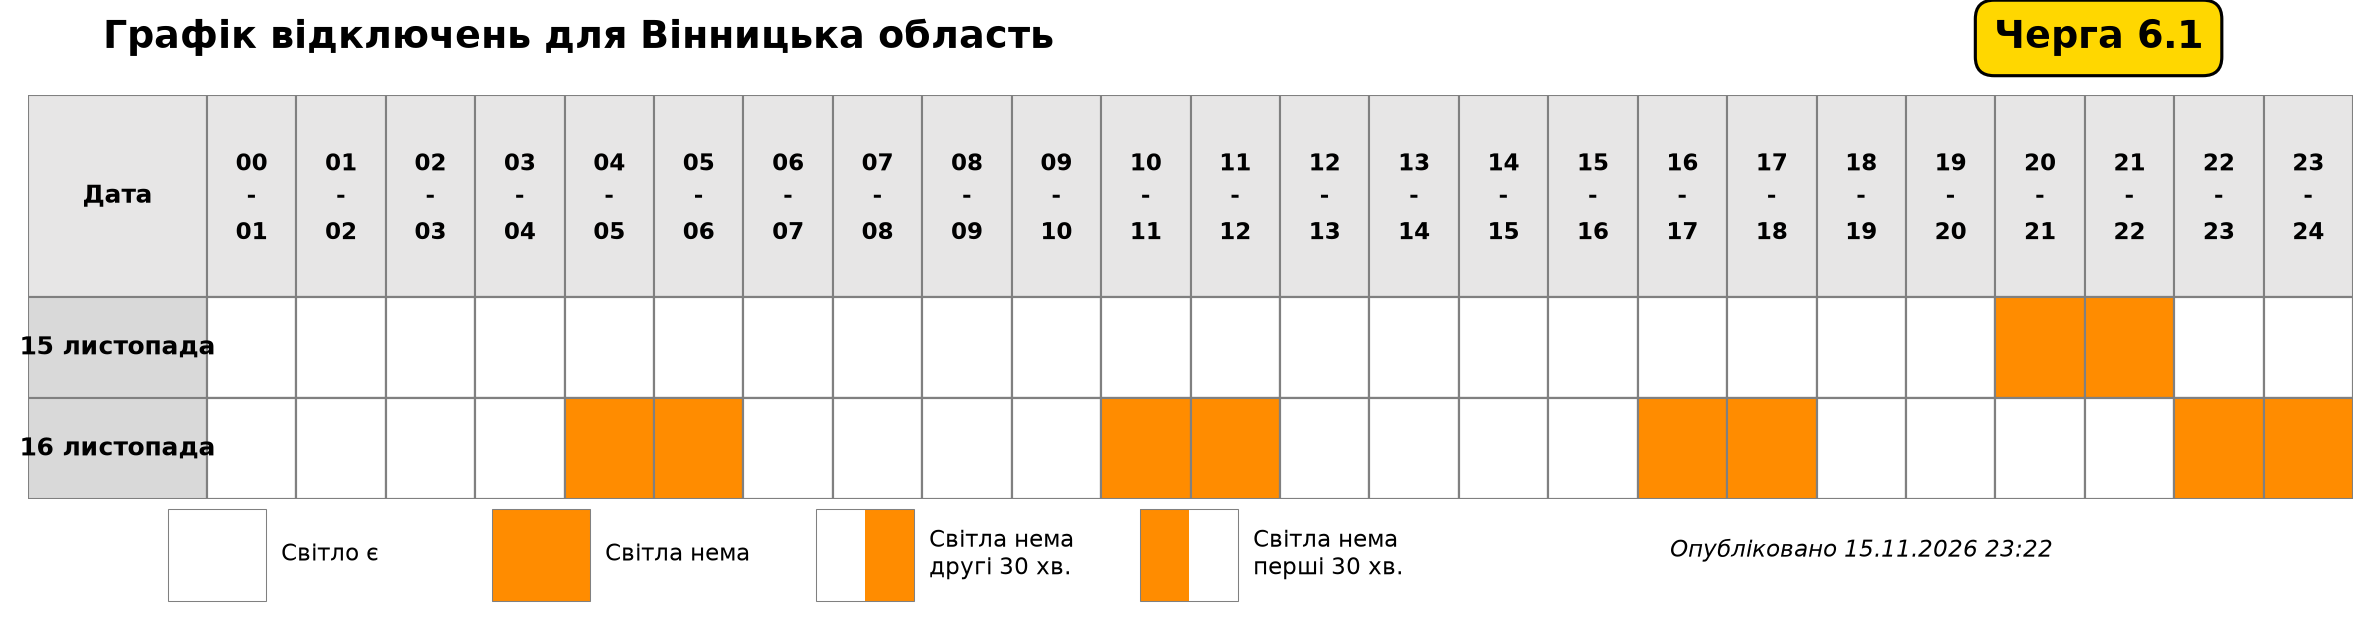 Графік відключень для Вінницька область
Черга 6.1
Дата
00 - 01
01 - 02
02 - 03
03 - 04
04 - 05
05 - 06
06 - 07
07 - 08
08 - 09
09 - 10
10 - 11
11 - 12
12 - 13
13 - 14
14 - 15
15 - 16
16 - 17
17 - 18
18 - 19
19 - 20
20 - 21
21 - 22
22 - 23
23 - 24
15 листопада
16 листопада
Світло є
Світла нема
Світла нема
другі 30 хв.
Світла нема
перші 30 хв.
Опубліковано 15.11.2026 23:22